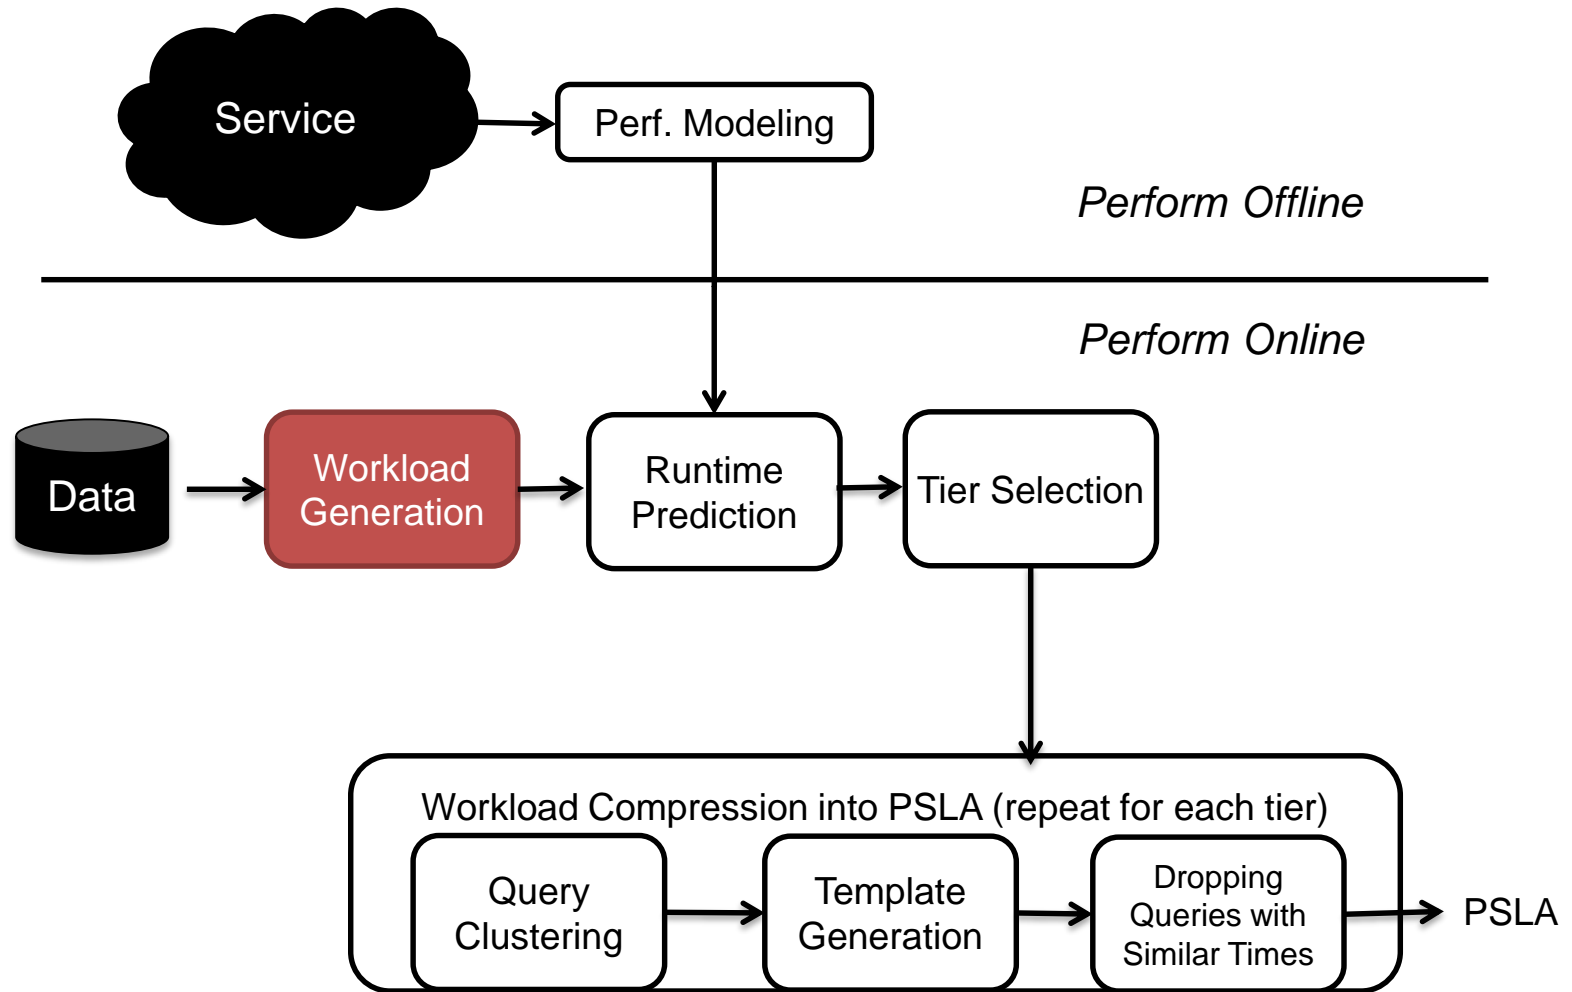 Service
Perf. Modeling
Perform Offline
Perform Online
Data
Workload
Generation
Runtime
Prediction
Tier Selection
Workload Compression into PSLA (repeat for each tier)
Query
Clustering
Template
Generation
Dropping
Queries with
Similar Times
PSLA